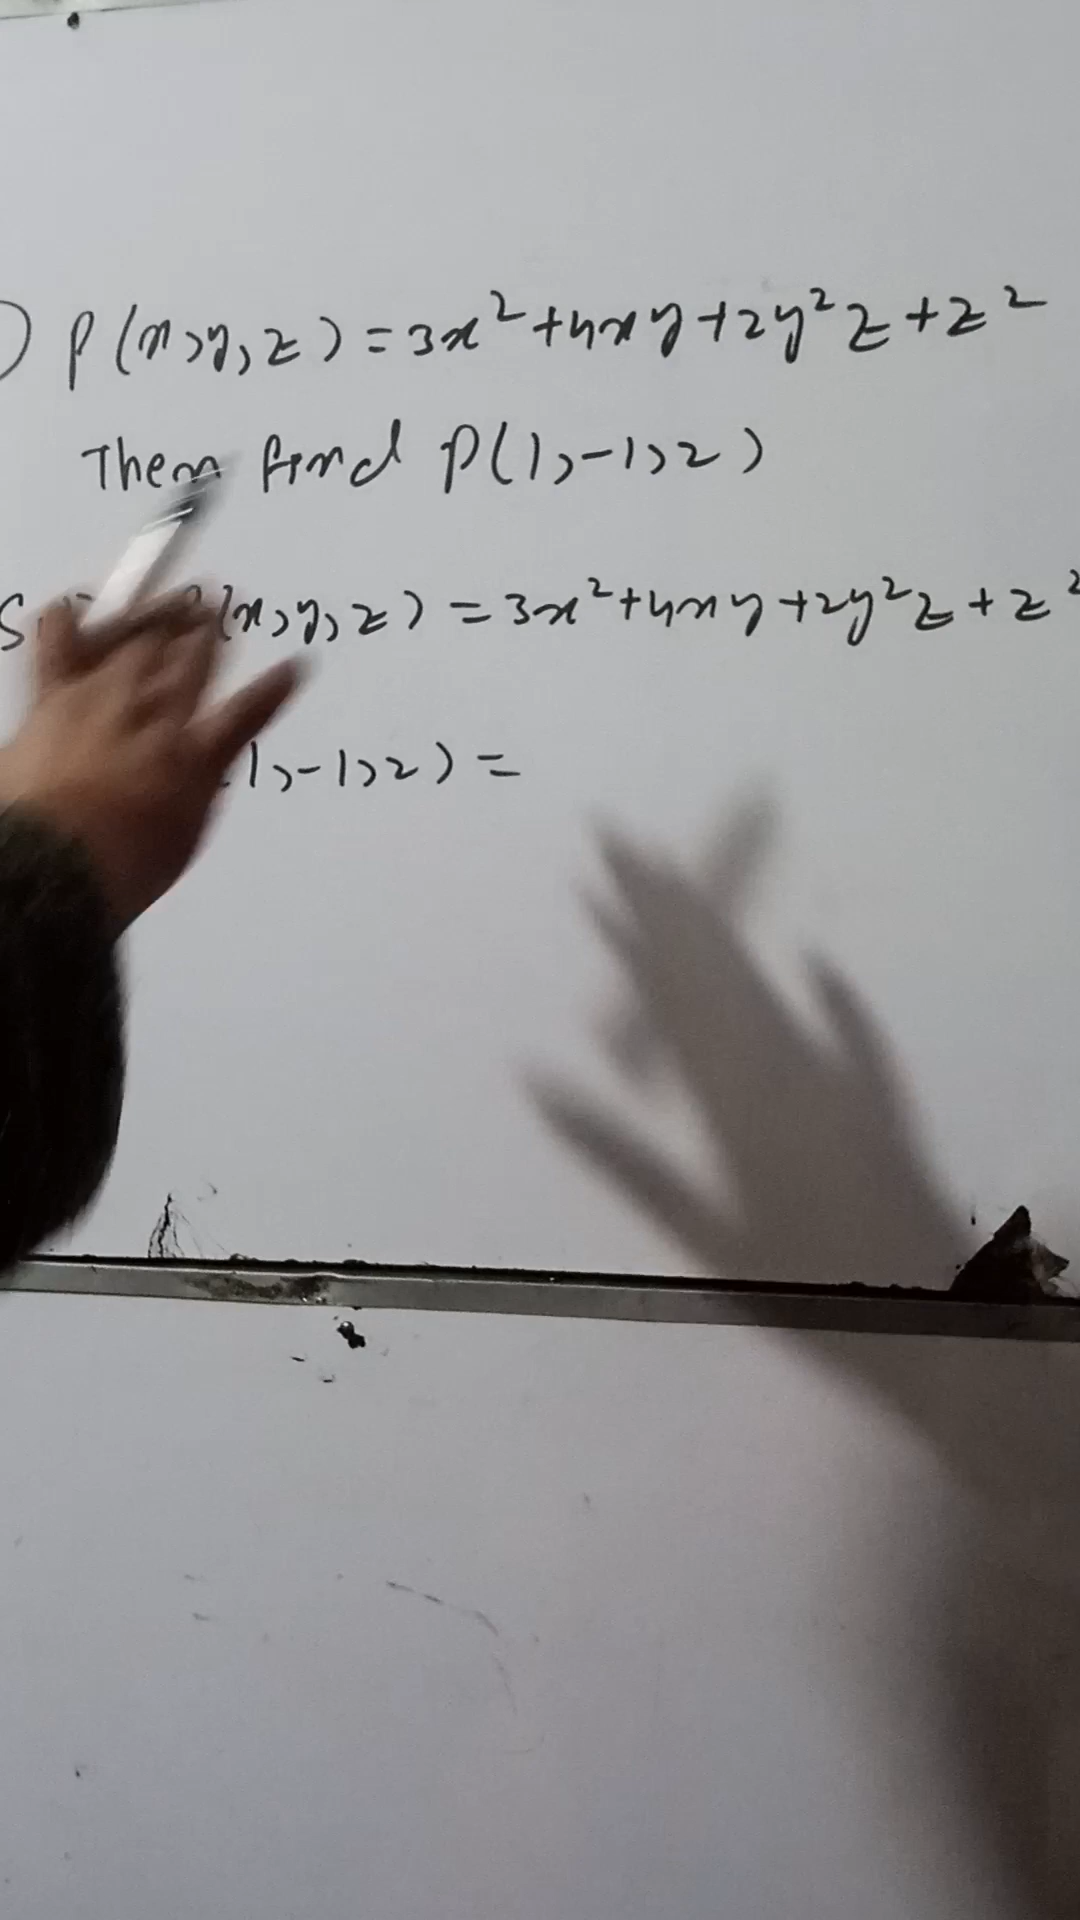 ) P(x,y,z) = 3x² + 4xy + 2y²z + z²
Then find P(1,-1,2)
(x,y,z) = 3x² + 4xy + 2y²z + z²
1,-1,2) =